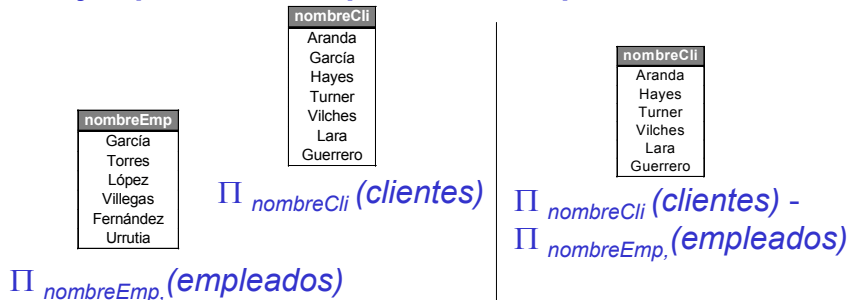 nombreEmp
García
Torres
López
Villegas
Fernández
Urrutia
Π nombreEmp,(empleados)
nombreCli
Aranda
García
Hayes
Turner
Vilches
Lara
Guerrero
Π nombreCli (clientes)
nombreCli
Aranda
Hayes
Turner
Vilches
Lara
Guerrero
Π nombreCli (clientes) -
Π nombreEmp,(empleados)